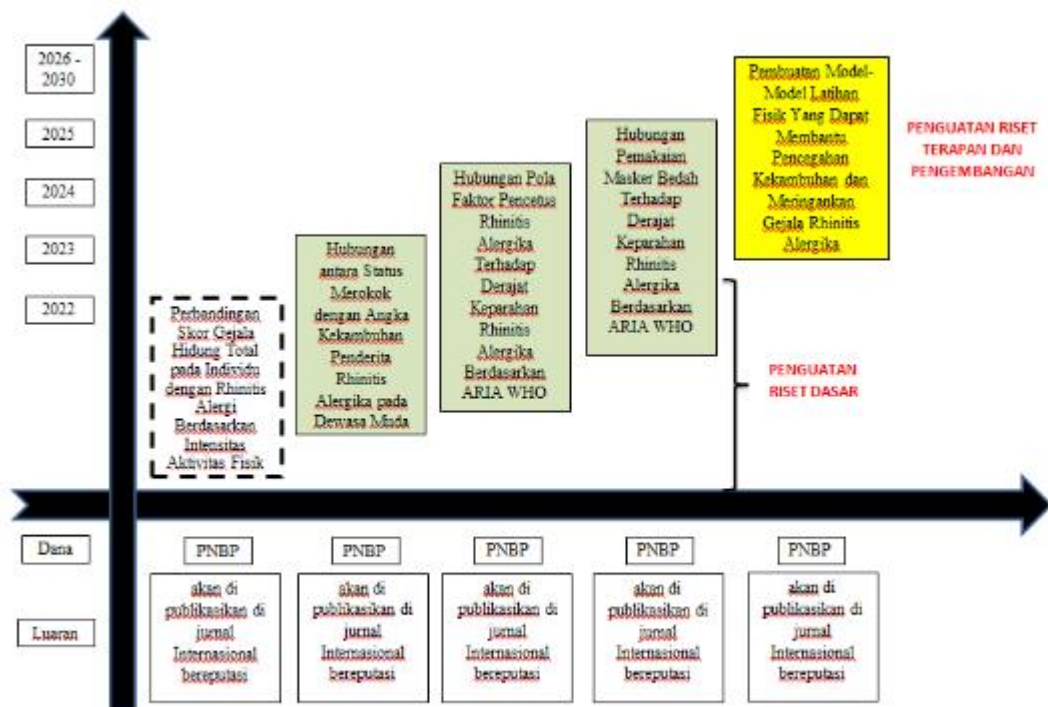 2026 -
2030
2025
2024
2023
2022
Perbandingan
Skor Gejala
Hidung Total
pada Individu
dengan Rhinitis
Alergi
Berdasarkan
Intensitas
Aktivitas Fisik
Hubungan
antara Status
Merokok
dengan Angka
Kekambuhan
Penderita
Rhinitis
Alergika pada
Dewasa Muda
Hubungan Pola
Faktor Pencetus
Rhinitis
Alergika
Terhadap
Derajat
Keparahan
Rhinitis
Alergika
Berdasarkan
ARIA WHO
Hubungan
Pemakaian
Masker Bedah
Terhadap
Derajat
Keparahan
Rhinitis
Alergika
Berdasarkan
ARIA WHO
Pembuatan Model-
Model Latihan
Fisik Yang Dapat
Membantu
Pencegahan
Kekambuhan dan
Meringankan
Gejala Rhinitis
Alergika
PENGUATAN RISET
TERAPAN DAN
PENGEMBANGAN
PENGUATAN
RISET DASAR
Dana
PNBP
PNBP
PNBP
PNBP
PNBP
Luaran
akan di
publikasikan di
jurnal
Internasional
bereputasi
akan di
publikasikan di
jurnal
Internasional
bereputasi
akan di
publikasikan di
jurnal
Internasional
bereputasi
akan di
publikasikan di
jurnal
Internasional
bereputasi
akan di
publikasikan di
jurnal
Internasional
bereputasi